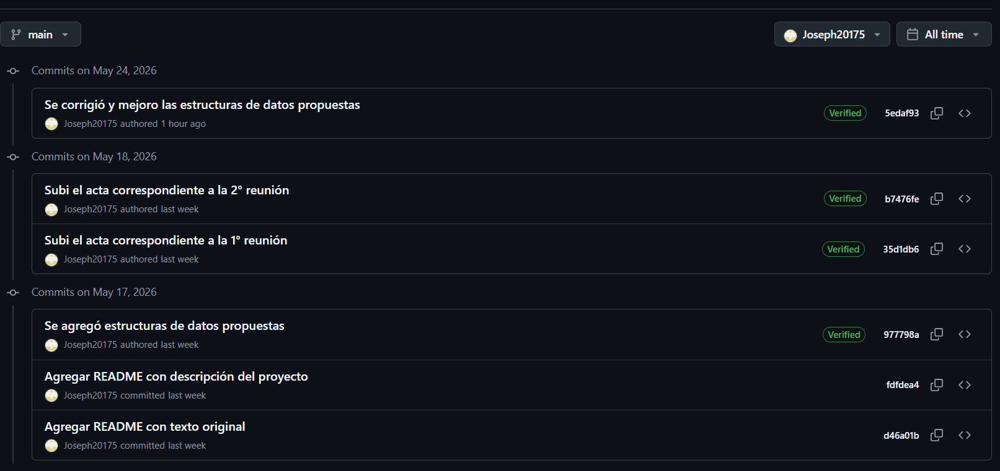 main
Joseph20175
All time
Commits on May 24, 2026
Se corrigió y mejoro las estructuras de datos propuestas
Verified
5edaf93
Joseph20175 authored 1 hour ago
Commits on May 18, 2026
Subi el acta correspondiente a la 2° reunión
Verified
b7476fe
Joseph20175 authored last week
Subi el acta correspondiente a la 1° reunión
Verified
35d1db6
Joseph20175 authored last week
Commits on May 17, 2026
Se agregó estructuras de datos propuestas
Verified
977798a
Joseph20175 authored last week
Agregar README con descripción del proyecto
fdfdea4
Joseph20175 committed last week
Agregar README con texto original
d46a01b
Joseph20175 committed last week